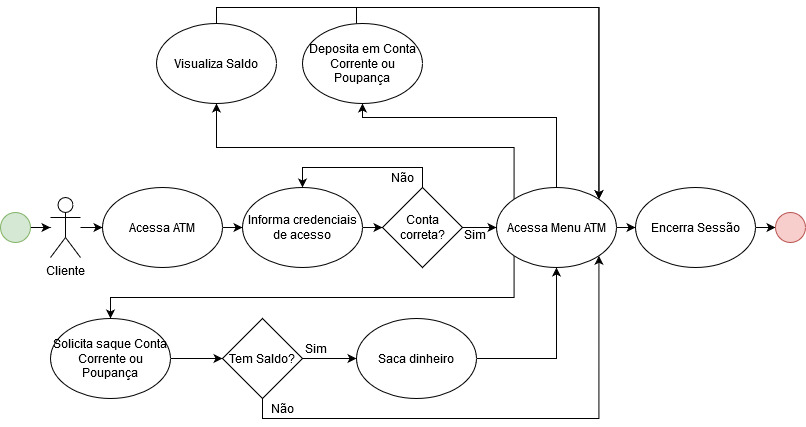 Visualiza Saldo
Deposita em Conta
Corrente ou
Poupança
Não
Cliente
Acessa ATM
Informa credenciais
de acesso
Conta
correta?
Sim
Acessa Menu ATM
Encerra Sessão
Solicita saque Conta
Corrente ou
Poupança
Tem Saldo?
Sim
Saca dinheiro
Não